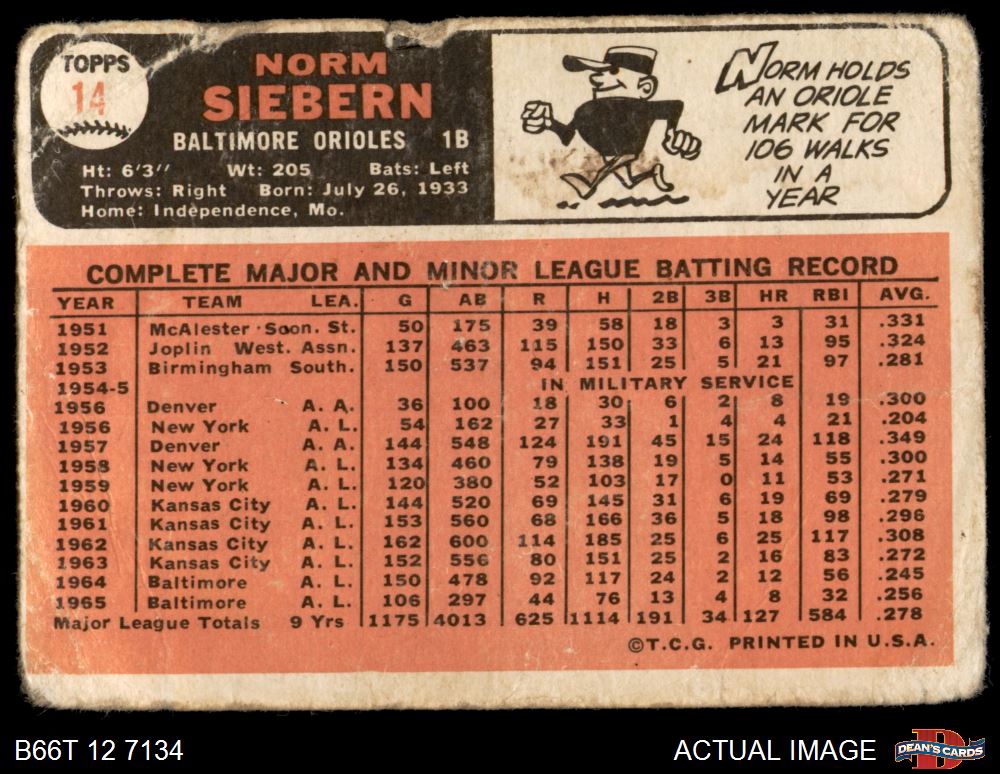 TOPPS
14
NORM
SIEBERN
BALTIMORE ORIOLES 1B
Ht: 6'3" Wt: 205 Bats: Left
Throws: Right Born: July 26, 1933
Home: Independence, Mo.
NORM HOLDS
AN ORIOLE
MARK FOR
106 WALKS
IN A
YEAR
COMPLETE MAJOR AND MINOR LEAGUE BATTING RECORD
YEAR TEAM LEA. G AB R H 2B 3B HR RBI AVG.
1951 McAlester Soon. St. 50 175 39 58 18 3 3 31 .331
1952 Joplin West. Assn. 137 463 115 150 33 6 13 95 .324
1953 Birmingham South. 150 537 94 151 25 5 21 97 .281
1954-5 IN MILITARY SERVICE
1956 Denver A. A. 36 100 18 30 6 2 8 19 .300
1956 New York A. L. 54 162 27 33 1 4 4 21 .204
1957 Denver A. A. 144 548 124 191 45 15 24 118 .349
1958 New York A. L. 134 460 79 138 19 5 14 55 .300
1959 New York A. L. 120 380 52 103 17 0 11 53 .271
1960 Kansas City A. L. 144 520 69 145 31 6 19 69 .279
1961 Kansas City A. L. 153 560 68 166 36 5 18 98 .296
1962 Kansas City A. L. 162 600 114 185 25 6 25 117 .308
1963 Kansas City A. L. 152 556 80 151 25 2 16 83 .272
1964 Baltimore A. L. 150 478 92 117 24 2 12 56 .245
1965 Baltimore A. L. 106 297 44 76 13 4 8 32 .256
Major League Totals 9 Yrs 1175 4013 625 1114 191 34 127 584 .278
©T.C.G. PRINTED IN U.S.A.
B66T 12 7134
ACTUAL IMAGE
DEAN'S CARDS